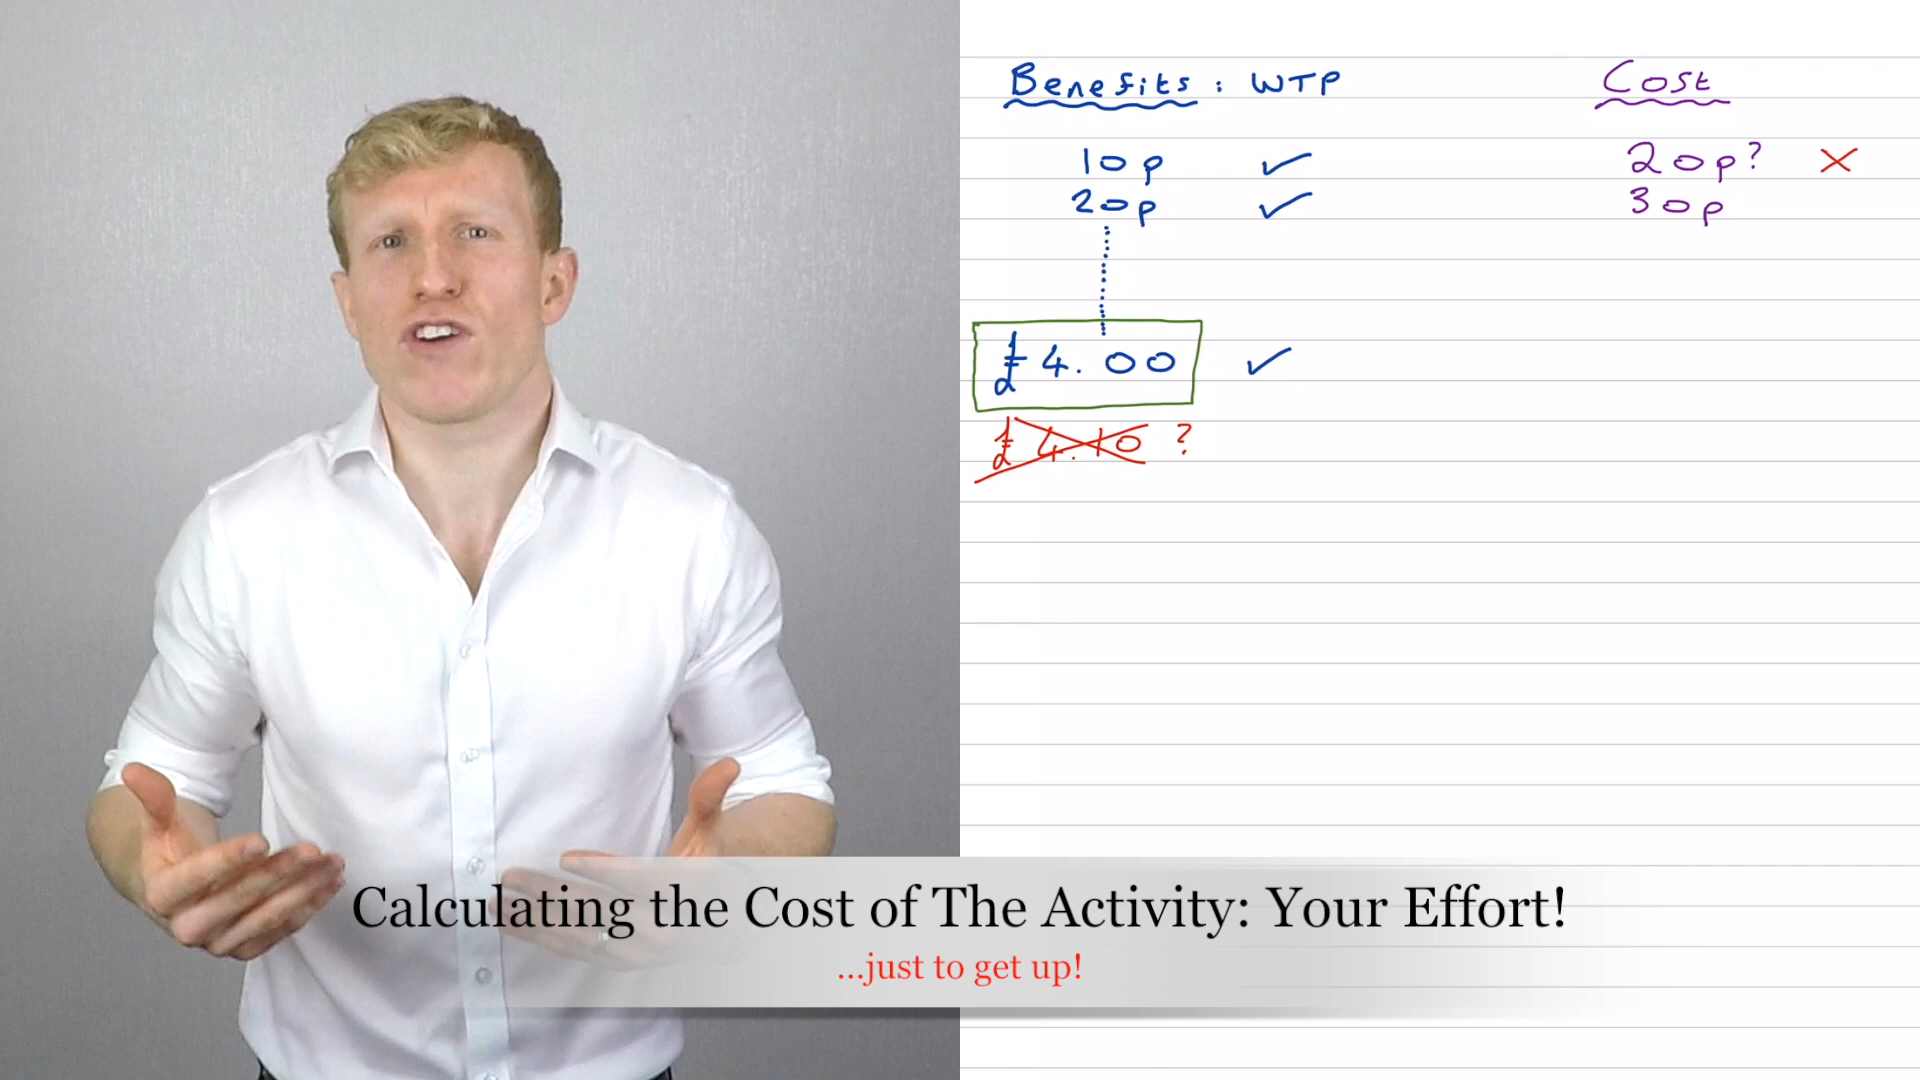 Benefits : WTP
Cost
10p ✓
20p? ✗
20p ✓
30p
£4.00 ✓
£4.10 ?
Calculating the Cost of The Activity: Your Effort!
...just to get up!